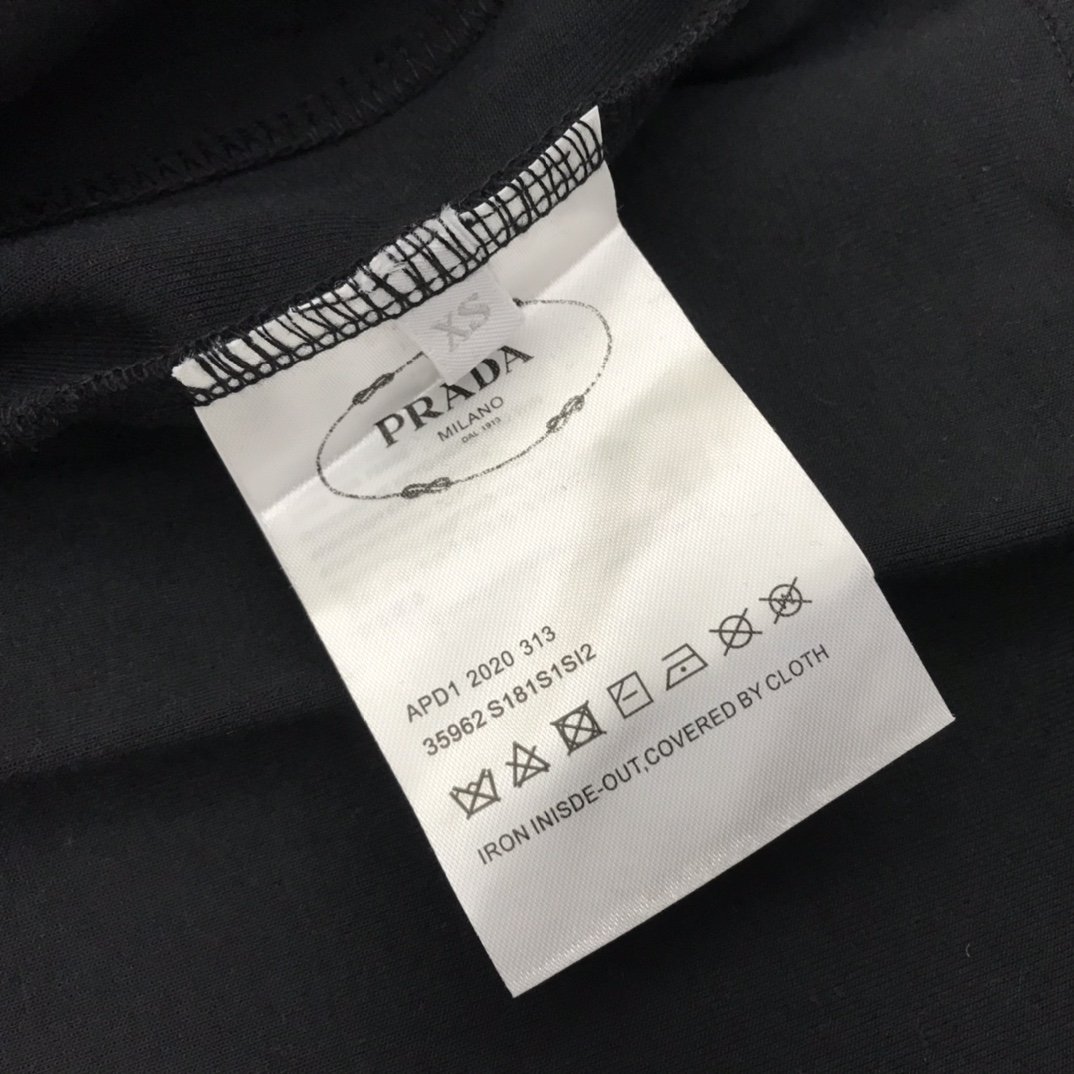 XS
PRADA
MILANO
DAL 1913
APD1 2020 313
35962 S181S1SI2
IRON INISDE-OUT,COVERED BY CLOTH